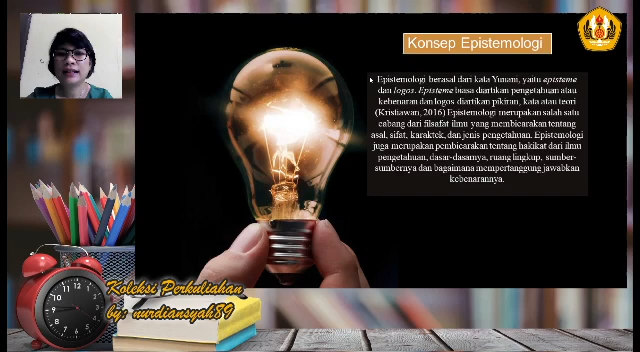 Konsep Epistemologi
Epistemologi berasal dari kata Yunani, yaitu episteme
dan logos. Episteme biasa diartikan pengetahuan atau
kebenaran dan logos diartikan pikiran, kata atau teori
(Kristiawan, 2016) Epistemologi merupakan salah satu
cabang dari filsafat ilmu yang membicarakan tentang
asal, sifat, karakter, dan jenis pengetahuan. Epistemologi
juga merupakan pembicaraan tentang hakikat dari ilmu
pengetahuan, dasar-dasarnya, ruang lingkup, sumber-
sumbernya dan bagaimana mempertanggung jawabkan
kebenarannya.
Koleksi Perkuliahan
by: nurdiansyah89
12